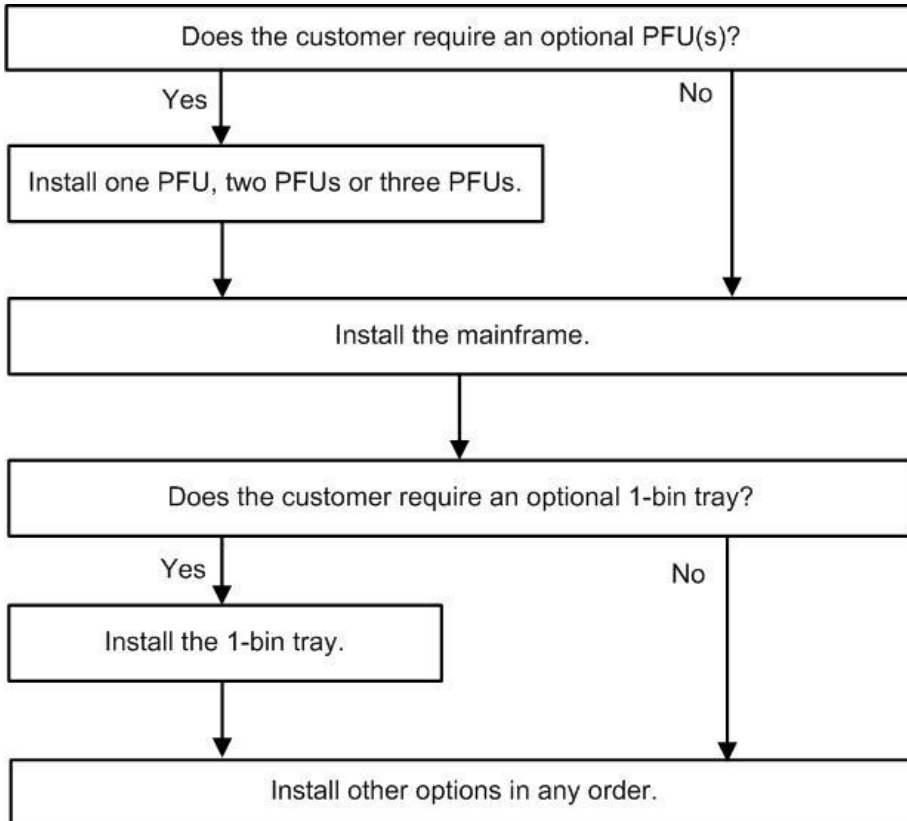 Does the customer require an optional PFU(s)?
Yes
No
Install one PFU, two PFUs or three PFUs.
Install the mainframe.
Does the customer require an optional 1-bin tray?
Yes
No
Install the 1-bin tray.
Install other options in any order.